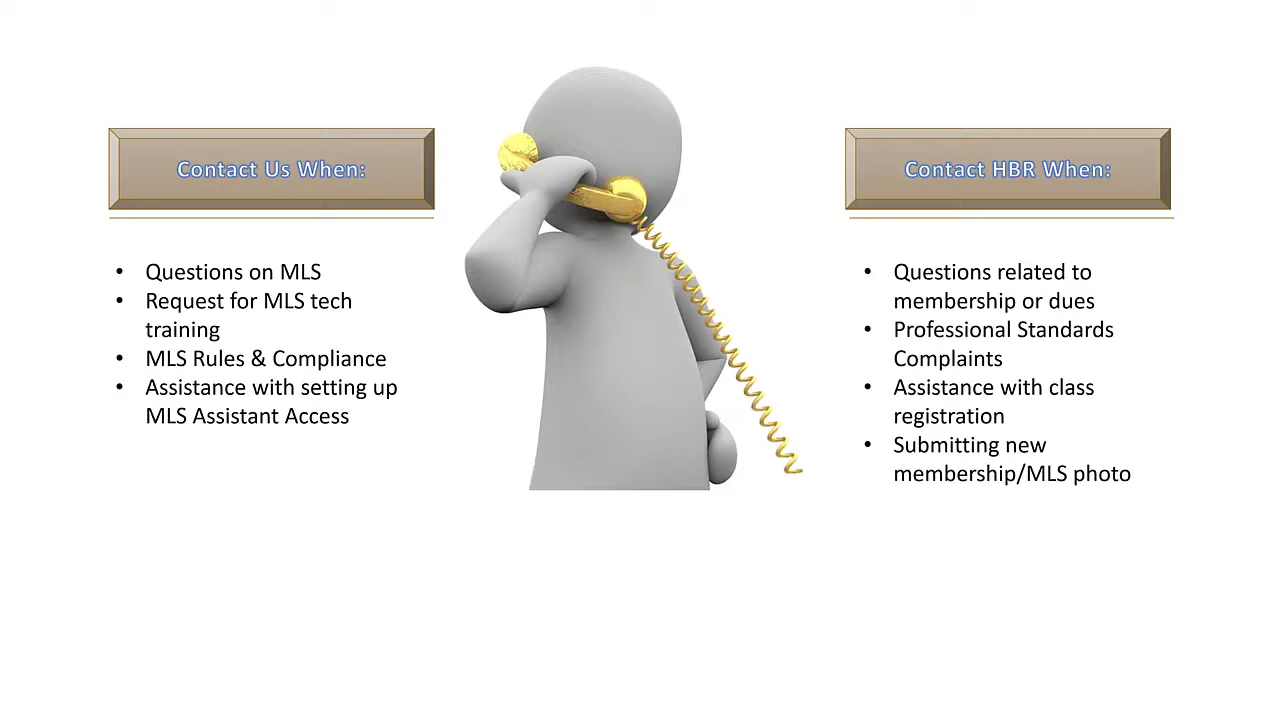 Contact Us When:
• Questions on MLS
• Request for MLS tech
training
• MLS Rules & Compliance
• Assistance with setting up
MLS Assistant Access
Contact HBR When:
• Questions related to
membership or dues
• Professional Standards
Complaints
• Assistance with class
registration
• Submitting new
membership/MLS photo